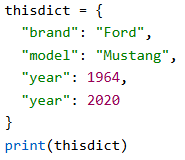 thisdict = {
  "brand": "Ford",
  "model": "Mustang",
  "year": 1964,
  "year": 2020
}
print(thisdict)